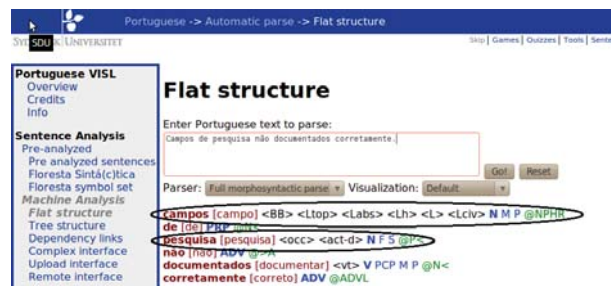 Portuguese -> Automatic parse -> Flat structure
SDU UNIVERSITET
Skip | Games | Quizzes | Tools | Sente
Portuguese VISL
Overview
Credits
Info
Sentence Analysis
Pre-analyzed
Pre analyzed sentences
Floresta Sintá(c)tica
Floresta symbol set
Machine Analysis
Flat structure
Tree structure
Dependency links
Complex interface
Upload interface
Remote interface
Flat structure
Enter Portuguese text to parse:
Campos de pesquisa não documentados corretamente.
Go! Reset
Parser: Full morphosyntactic parse Visualization: Default
campos [campo] <BB> <Ltop> <Labs> <Lh> <L> <Lciv> N M P @NPHR
de [de] PRP
pesquisa [pesquisa] <occ> <act-d> N F S @P<
não [não] ADV @>A
documentados [documentar] <vt> V PCP M P @N<
corretamente [correto] ADV @ADVL